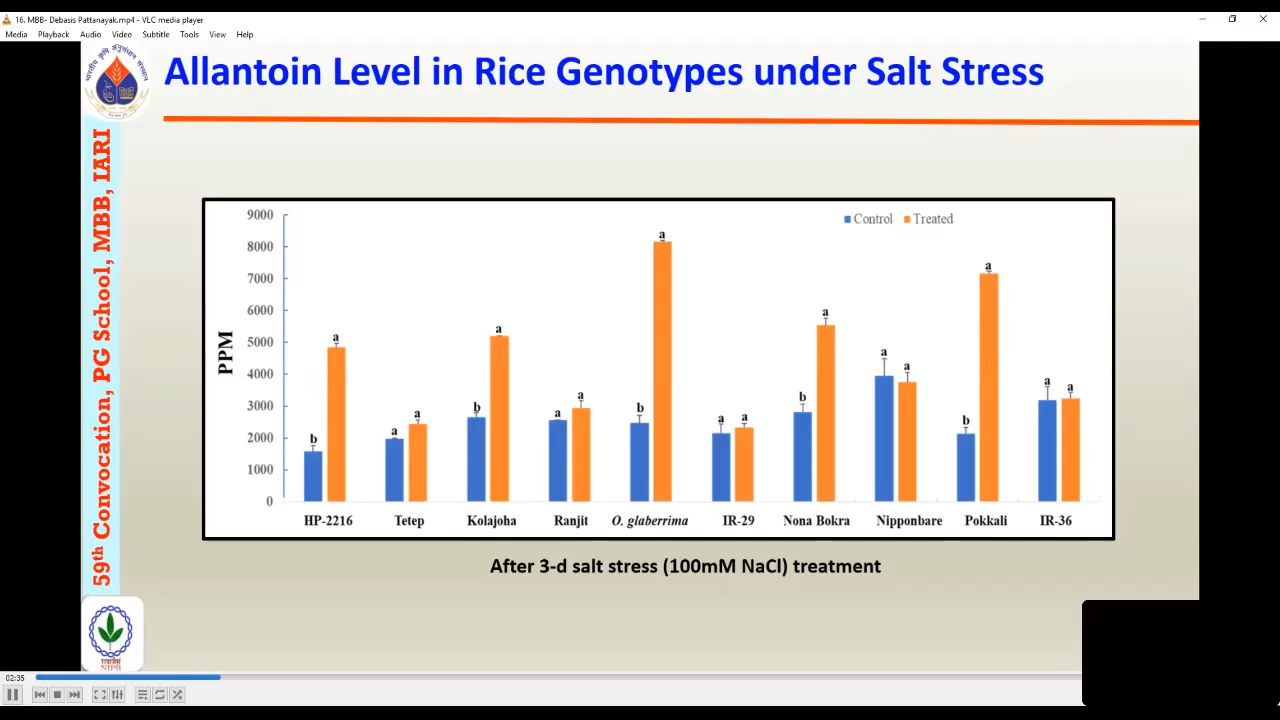 16. MBB- Debasis Pattanayak.mp4 - VLC media player
Media Playback Audio Video Subtitle Tools View Help
भारतीय कृषि अनुसंधान संस्थान
Allantoin Level in Rice Genotypes under Salt Stress
59th Convocation, PG School, MBB, IARI
9000
8000
7000
6000
5000
4000
3000
2000
1000
0
PPM
Control Treated
b a a a b a a a b a a a b a a a b a a a
HP-2216 Tetep Kolajoha Ranjit O. glaberrima IR-29 Nona Bokra Nipponbare Pokkali IR-36
After 3-d salt stress (100mM NaCl) treatment
NIPB
02:35